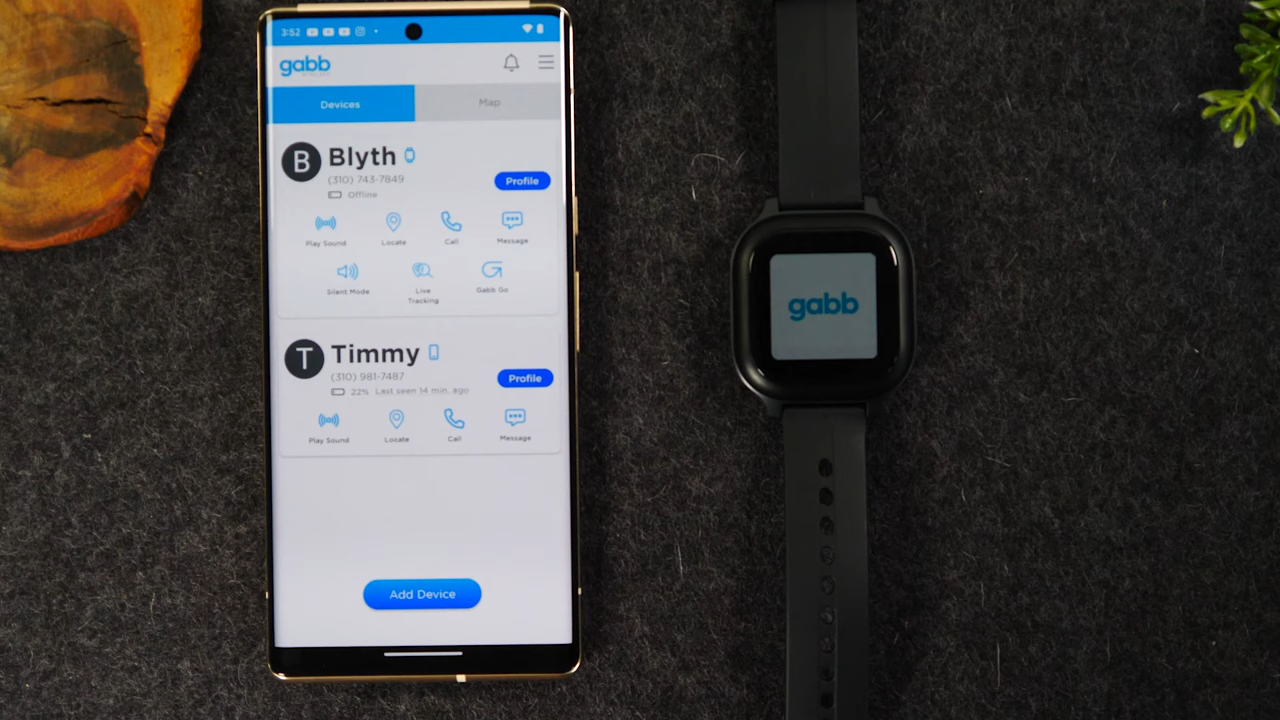 3:52
gabb
Devices
Map
B
Blyth
(310) 743-7849
Offline
Profile
Play Sound
Locate
Call
Message
Silent Mode
Live
Tracking
Gabb Go
T
Timmy
(310) 981-7487
22% Last seen 14 min. ago
Profile
Play Sound
Locate
Call
Message
Add Device
gabb